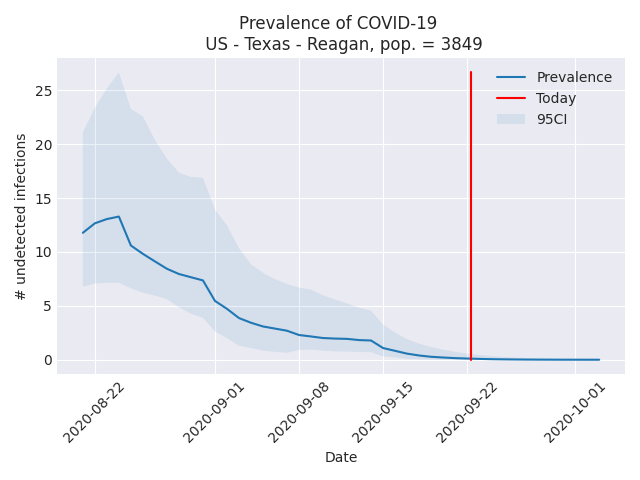 Prevalence of COVID-19
US - Texas - Reagan, pop. = 3849
Prevalence
Today
95CI
# undetected infections
25
20
15
10
5
0
2020-08-22
2020-09-01
2020-09-08
2020-09-15
2020-09-22
2020-10-01
Date